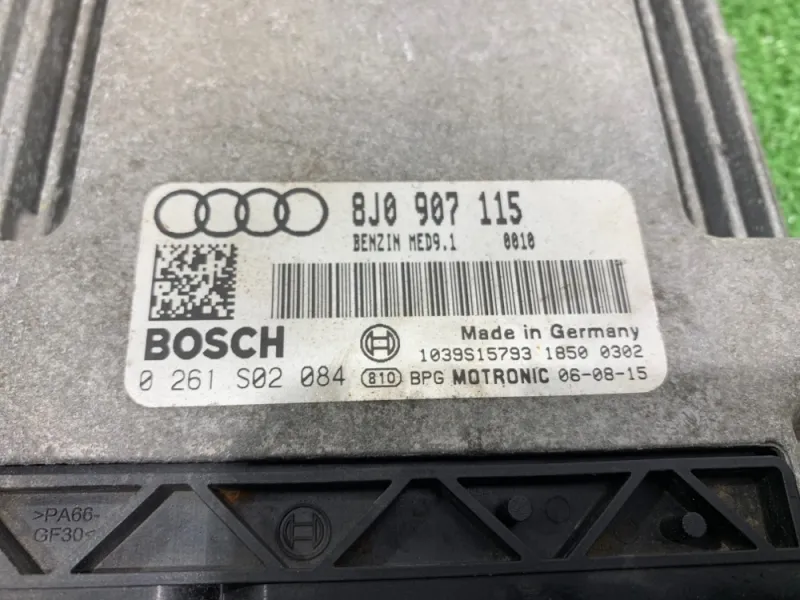 8J0 907 115
BENZIN MED9.1 0010
BOSCH
Made in Germany
1039S15793 1850 0302
0 261 S02 084 810 BPG MOTRONIC 06-08-15
>PA66-
GF30<